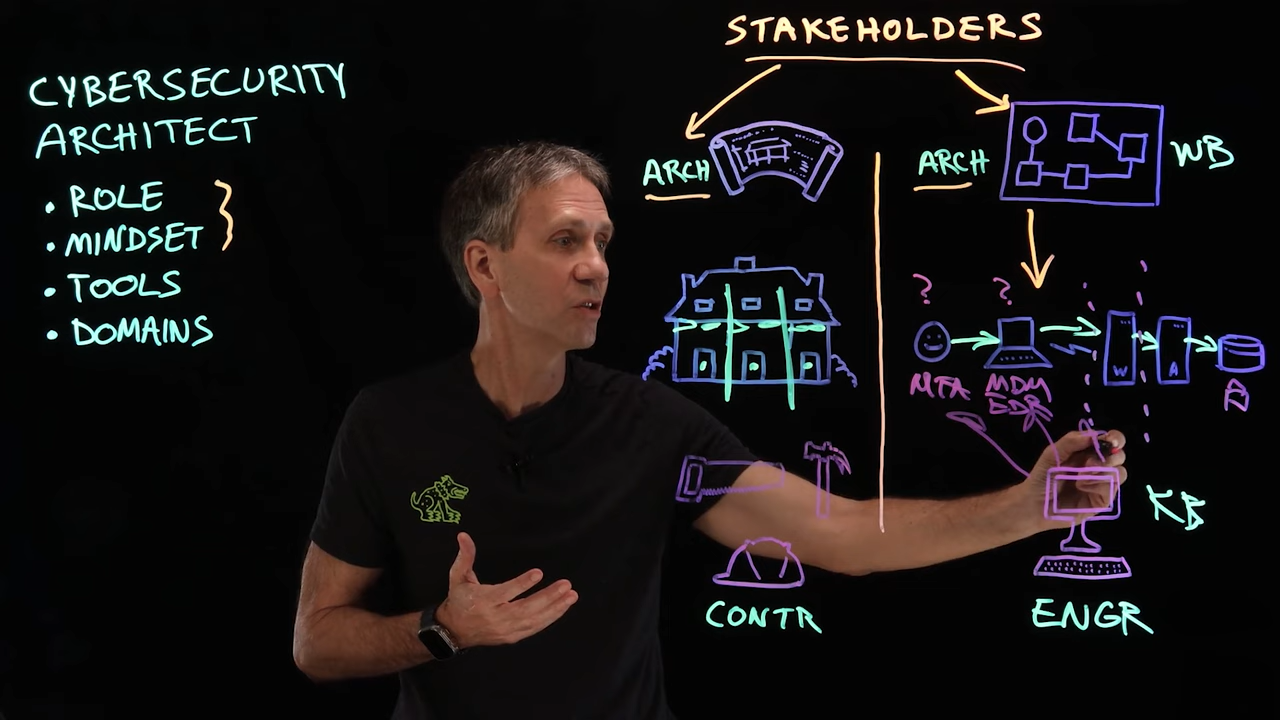 STAKEHOLDERS
CYBERSECURITY
ARCHITECT
• ROLE
• MINDSET
• TOOLS
• DOMAINS
ARCH
ARCH
WB
? ?
W
A
MFA
MDM
EDR
KB
CONTR
ENGR